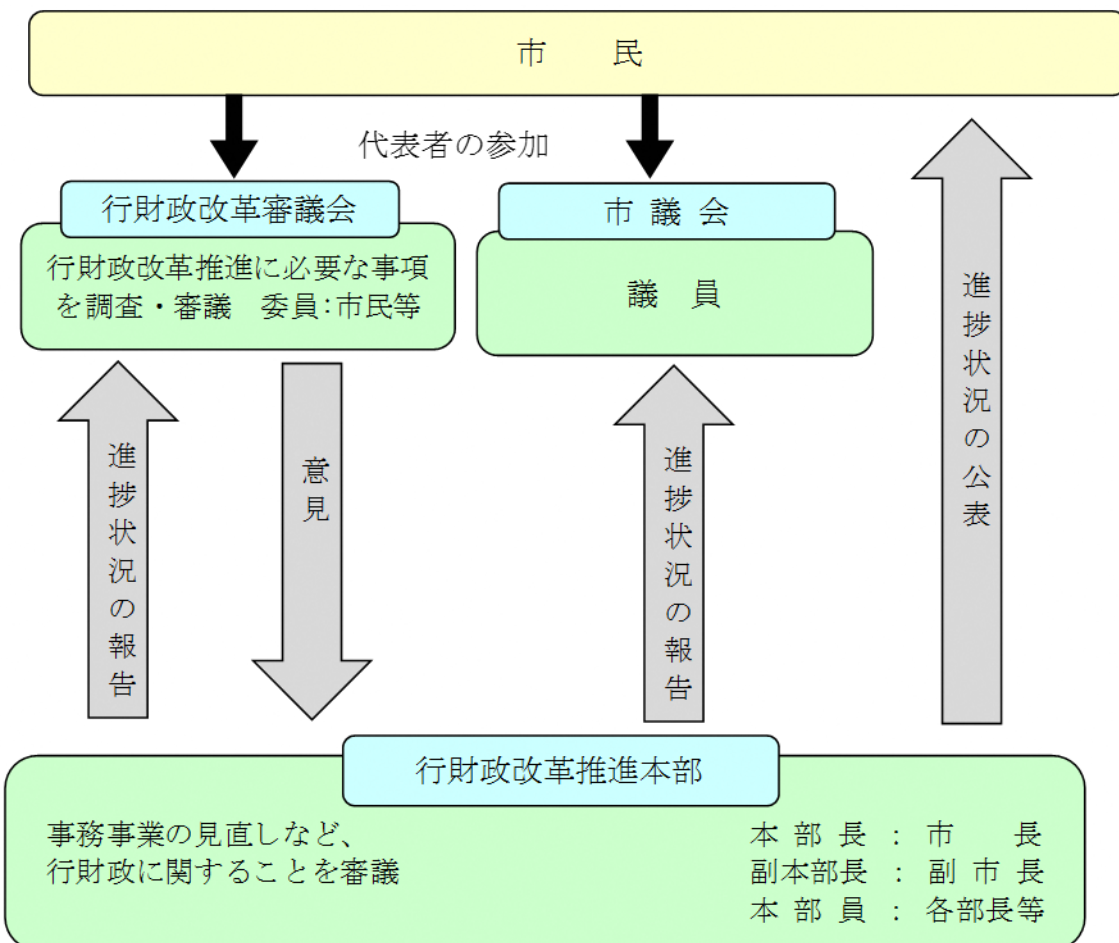 市　民
代表者の参加
行財政改革審議会
行財政改革推進に必要な事項
を調査・審議　委員：市民等
市 議 会
議　員
進捗状況の報告
意見
進捗状況の報告
進捗状況の公表
行財政改革推進本部
事務事業の見直しなど、
行財政に関することを審議
本 部 長 ： 市　長
副本部長 ： 副 市 長
本 部 員 ： 各部長等